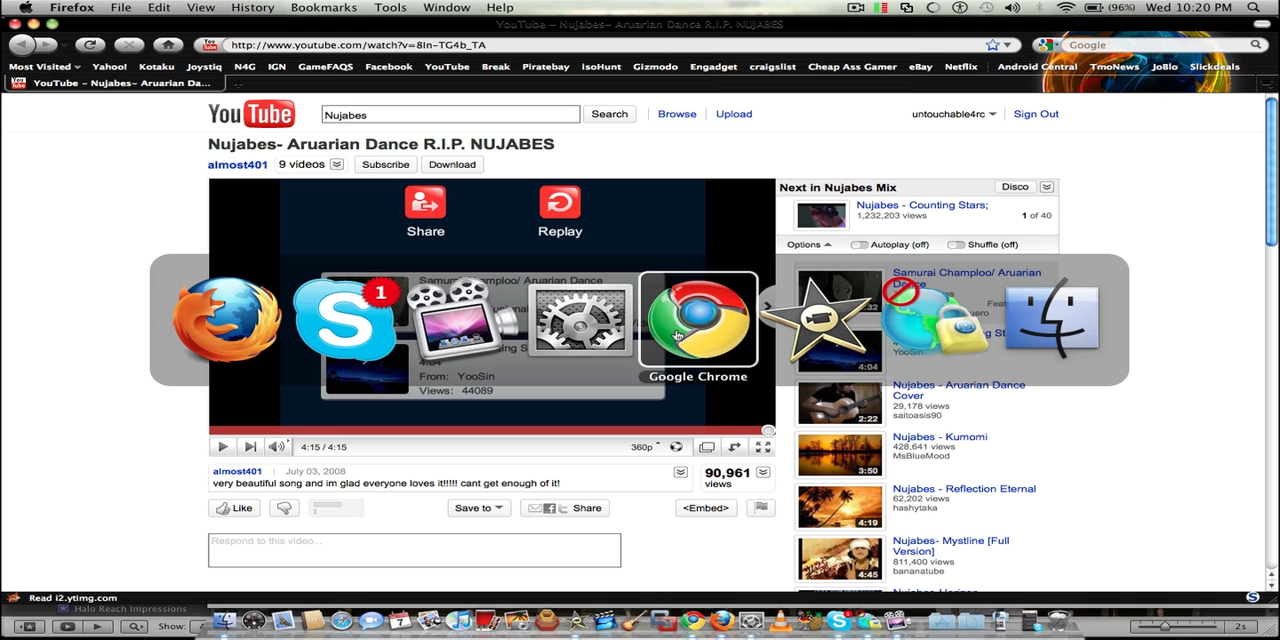 Firefox File Edit View History Bookmarks Tools Window Help (96%) Wed 10:20 PM
YouTube – Nujabes– Aruarian Dance R.I.P. NUJABES
http://www.youtube.com/watch?v=8In-TG4b_TA
Google
Most Visited Yahoo! Kotaku Joystiq N4G IGN GameFAQS Facebook YouTube Break Piratebay isoHunt Gizmodo Engadget craigslist Cheap Ass Gamer eBay Netflix Android Central TmoNews JoBlo Slickdeals
YouTube – Nujabes– Aruarian Da...
YouTube
Nujabes
Search Browse Upload
untouchable4rc Sign Out
Nujabes- Aruarian Dance R.I.P. NUJABES
almost401 9 videos Subscribe Download
Next in Nujabes Mix Disco
Nujabes - Counting Stars;
1,232,203 views
1 of 40
Options Autoplay (off) Shuffle (off)
Share Replay
Samurai Champloo/ Aruarian
Dance
Samurai Champloo/ Aruarian Dance
1
S
Google Chrome
4:04
From: YooSin
Views: 44089
YooSin
4:04
Nujabes - Aruarian Dance
Cover
29,178 views
saitoasis90
2:22
Nujabes - Kumomi
428,641 views
MsBlueMood
3:50
Nujabes - Reflection Eternal
62,202 views
hashytaka
4:19
Nujabes- Mystline [Full
Version]
811,400 views
bananatube
4:45
4:15 / 4:15 360p
almost401 July 03, 2008
very beautiful song and im glad everyone loves it!!!!! cant get enough of it!
90,961
views
Like Save to Share <Embed>
Respond to this video...
Read i2.ytimg.com
Halo Reach Impressions
Show:
2s